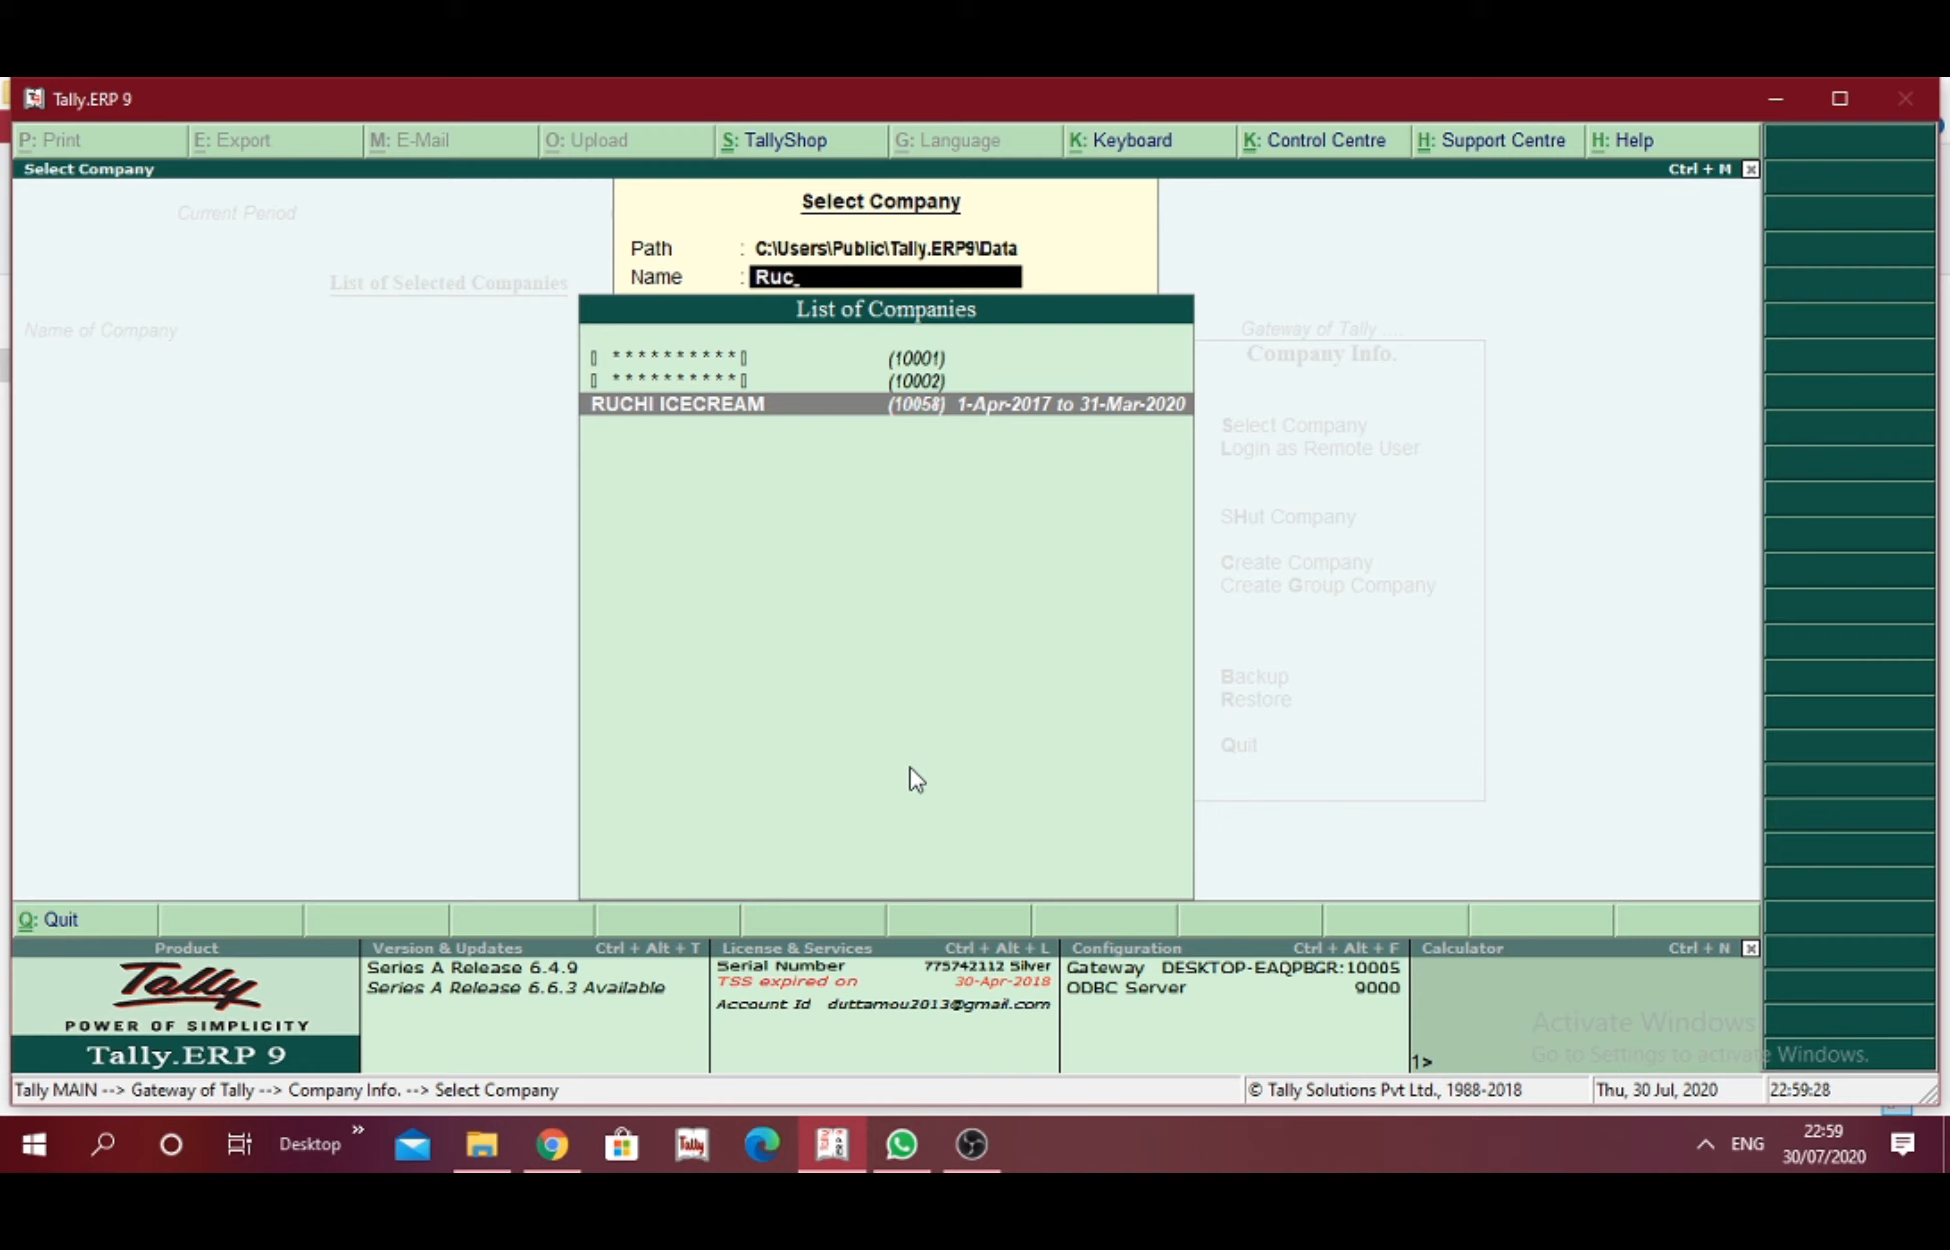 Tally.ERP 9
P: Print E: Export M: E-Mail O: Upload S: TallyShop G: Language K: Keyboard K: Control Centre H: Support Centre H: Help
Select Company Ctrl + M
Current Period
List of Selected Companies
Name of Company
Select Company
Path : C:\Users\Public\Tally.ERP9\Data
Name : Ruc_
List of Companies
**********  (10001)
**********  (10002)
RUCHI ICECREAM (10058) 1-Apr-2017 to 31-Mar-2020
Gateway of Tally .....
Company Info.
Select Company
Login as Remote User
SHut Company
Create Company
Create Group Company
Backup
Restore
Quit
Q: Quit
Product
Tally
POWER OF SIMPLICITY
Tally.ERP 9
Version & Updates Ctrl + Alt + T
Series A Release 6.4.9
Series A Release 6.6.3 Available
License & Services Ctrl + Alt + L
Serial Number 775742112 Silver
TSS expired on 30-Apr-2018
Account Id duttamou2013@gmail.com
Configuration Ctrl + Alt + F
Gateway DESKTOP-EAQPBGR:10005
ODBC Server 9000
Calculator Ctrl + N
1>
Activate Windows
Go to Settings to activate Windows.
Tally MAIN --> Gateway of Tally --> Company Info. --> Select Company
© Tally Solutions Pvt Ltd., 1988-2018 Thu, 30 Jul, 2020 22:59:28
Desktop » Tally ENG 22:59
30/07/2020